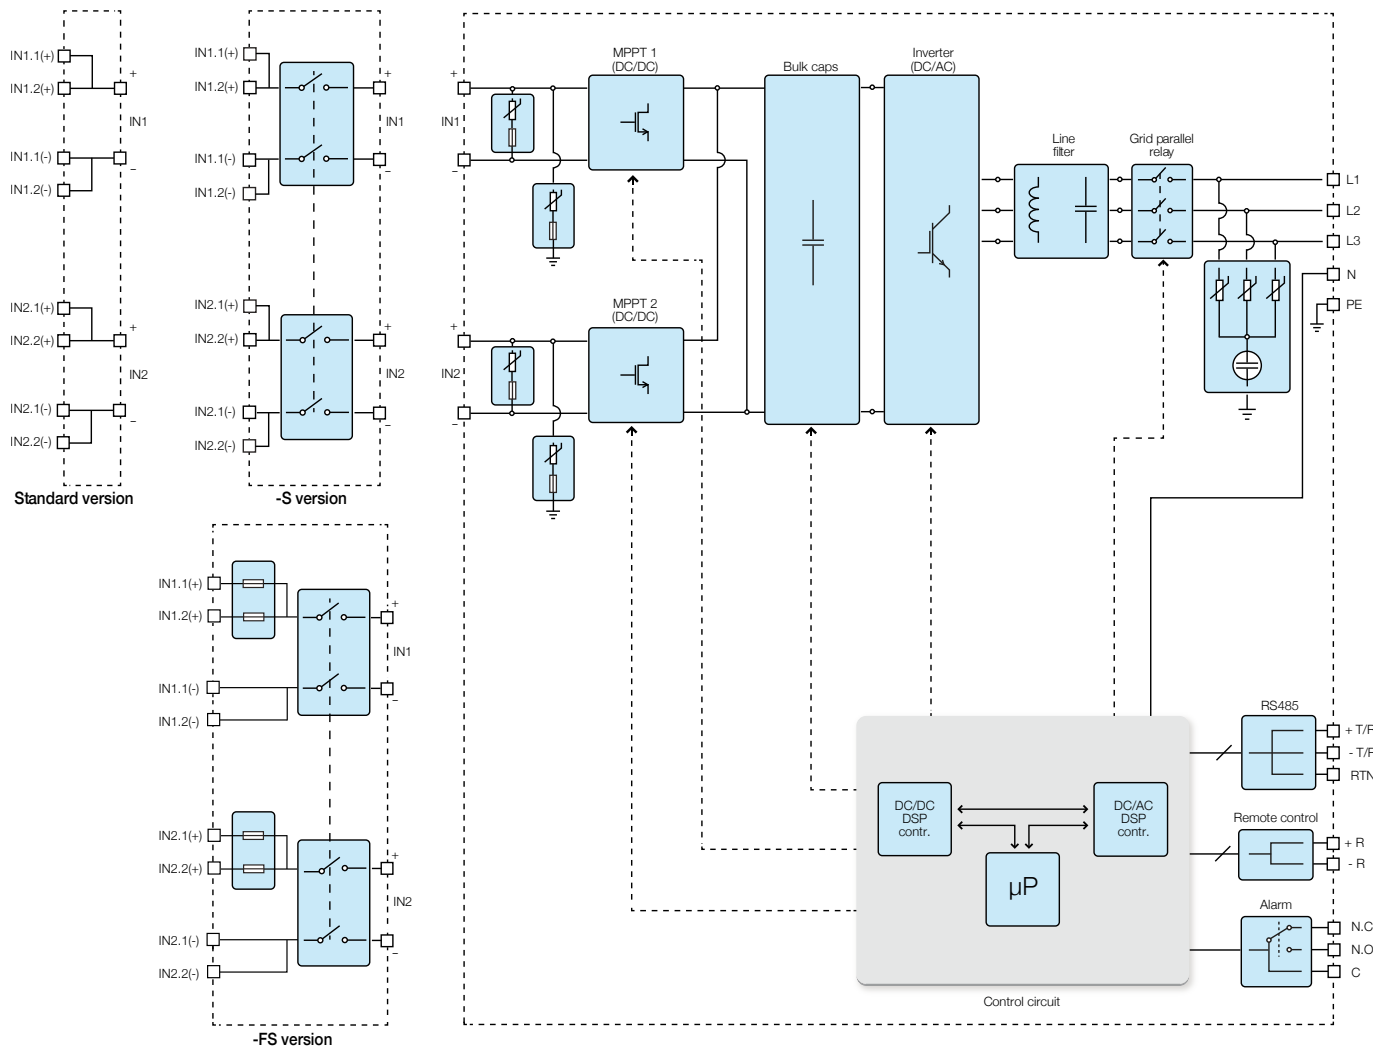 IN1.1(+)
IN1.2(+)
+
IN1
IN1.1(-)
IN1.2(-)
–
IN2.1(+)
IN2.2(+)
+
IN2
IN2.1(-)
IN2.2(-)
–
Standard version
IN1.1(+)
IN1.2(+)
+
IN1
IN1.1(-)
IN1.2(-)
–
IN2.1(+)
IN2.2(+)
+
IN2
IN2.1(-)
IN2.2(-)
–
-S version
IN1.1(+)
IN1.2(+)
+
IN1
IN1.1(-)
IN1.2(-)
–
IN2.1(+)
IN2.2(+)
+
IN2
IN2.1(-)
IN2.2(-)
–
-FS version
+
IN1
–
+
IN2
–
MPPT 1
(DC/DC)
MPPT 2
(DC/DC)
Bulk caps
Inverter
(DC/AC)
Line
filter
Grid parallel
relay
L1
L2
L3
N
PE
DC/DC
DSP
contr.
DC/AC
DSP
contr.
µP
Control circuit
RS485
+ T/R
- T/R
RTN
Remote control
+ R
- R
Alarm
N.C
N.O
C